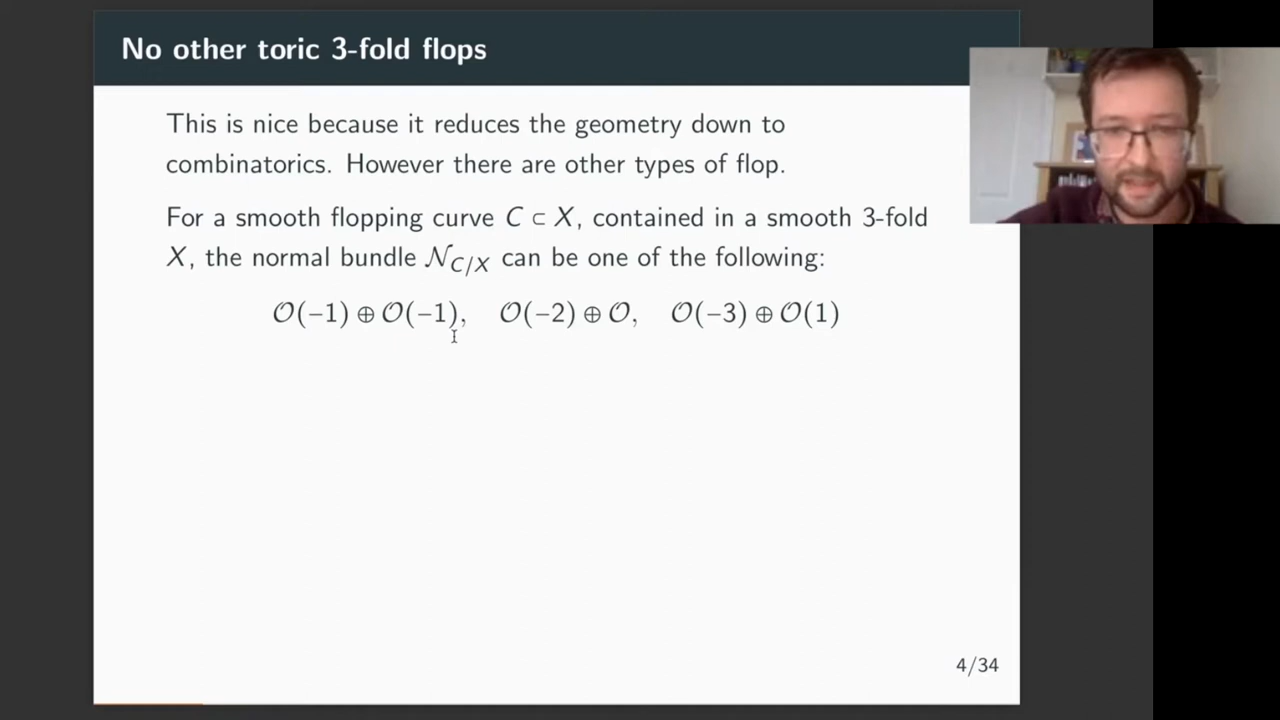 No other toric 3-fold flops
This is nice because it reduces the geometry down to
combinatorics. However there are other types of flop.
For a smooth flopping curve C ⊂ X, contained in a smooth 3-fold
X, the normal bundle 𝒩_{C/X} can be one of the following:
𝒪(−1) ⊕ 𝒪(−1), 𝒪(−2) ⊕ 𝒪, 𝒪(−3) ⊕ 𝒪(1)
4/34